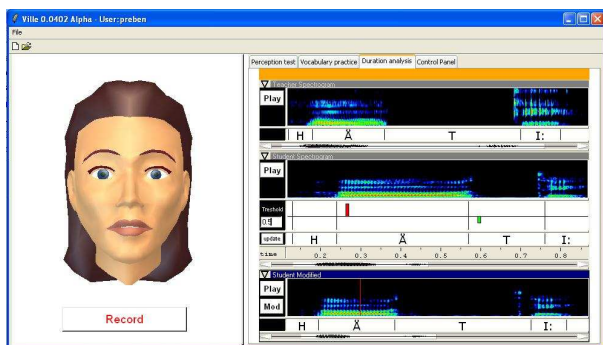 Ville 0.0402 Alpha - User:preben
File
Perception test Vocabulary practice Duration analysis Control Panel
Teacher Spectrogram
Play
H Å T I:
Student Spectrogram
Play
Treshold
0.5
update H Å T I:
time 0.2 0.3 0.4 0.5 0.6 0.7 0.8
Student Modified
Play
Mod
H Å T I:
Record